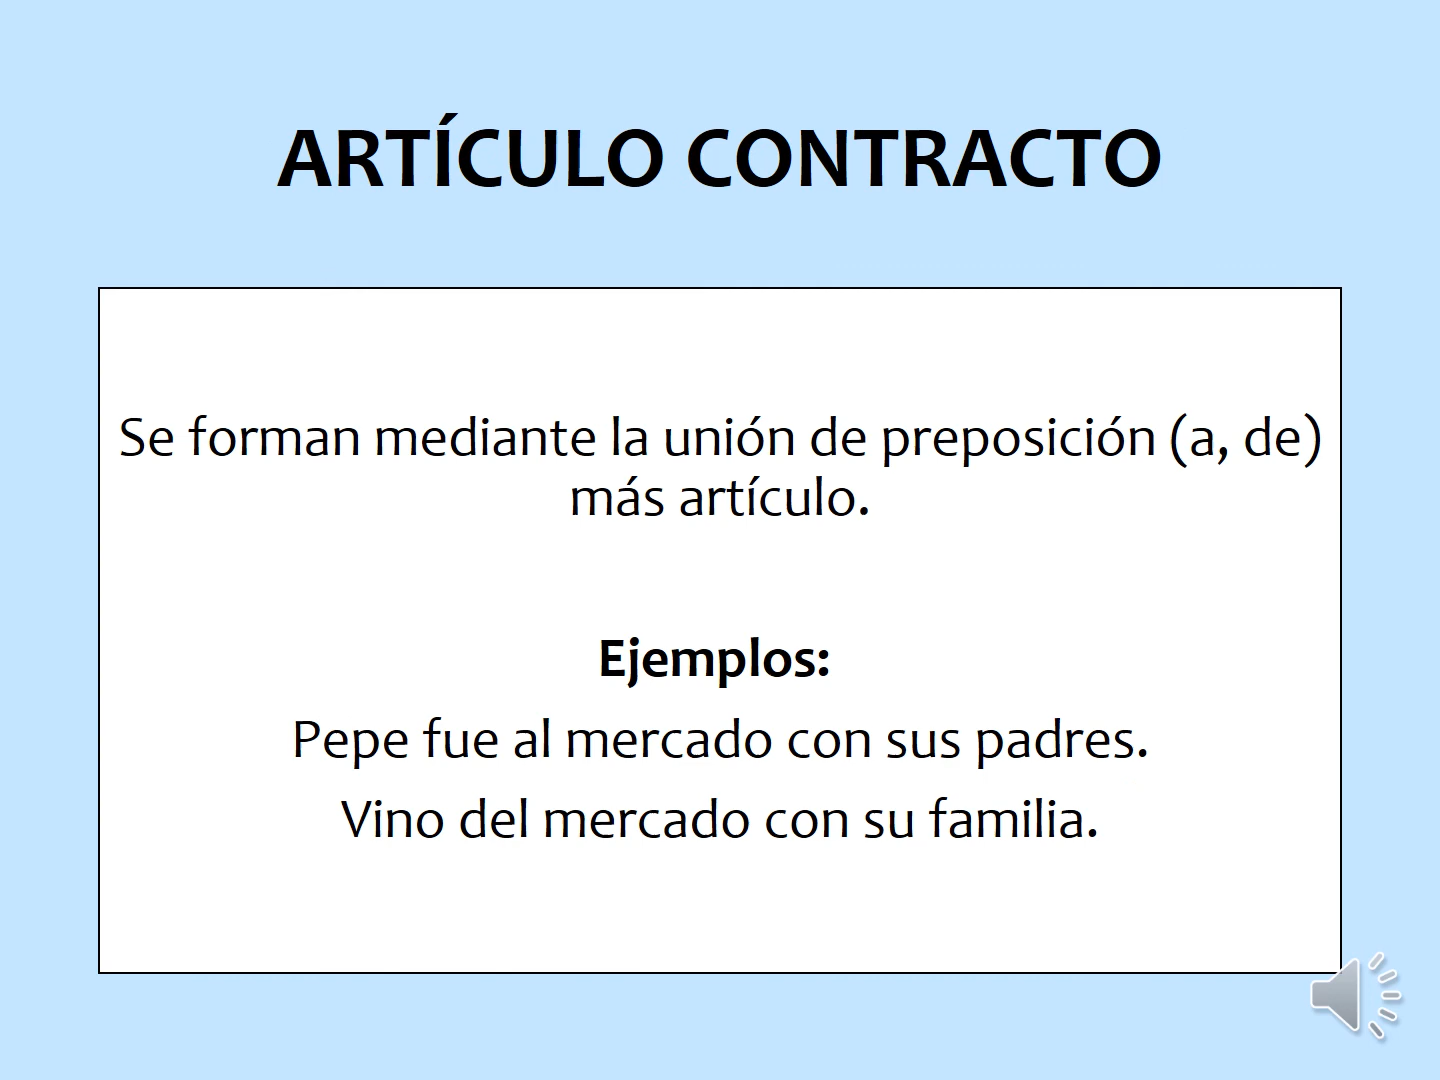 ARTÍCULO CONTRACTO
Se forman mediante la unión de preposición (a, de)
más artículo.
Ejemplos:
Pepe fue al mercado con sus padres.
Vino del mercado con su familia.